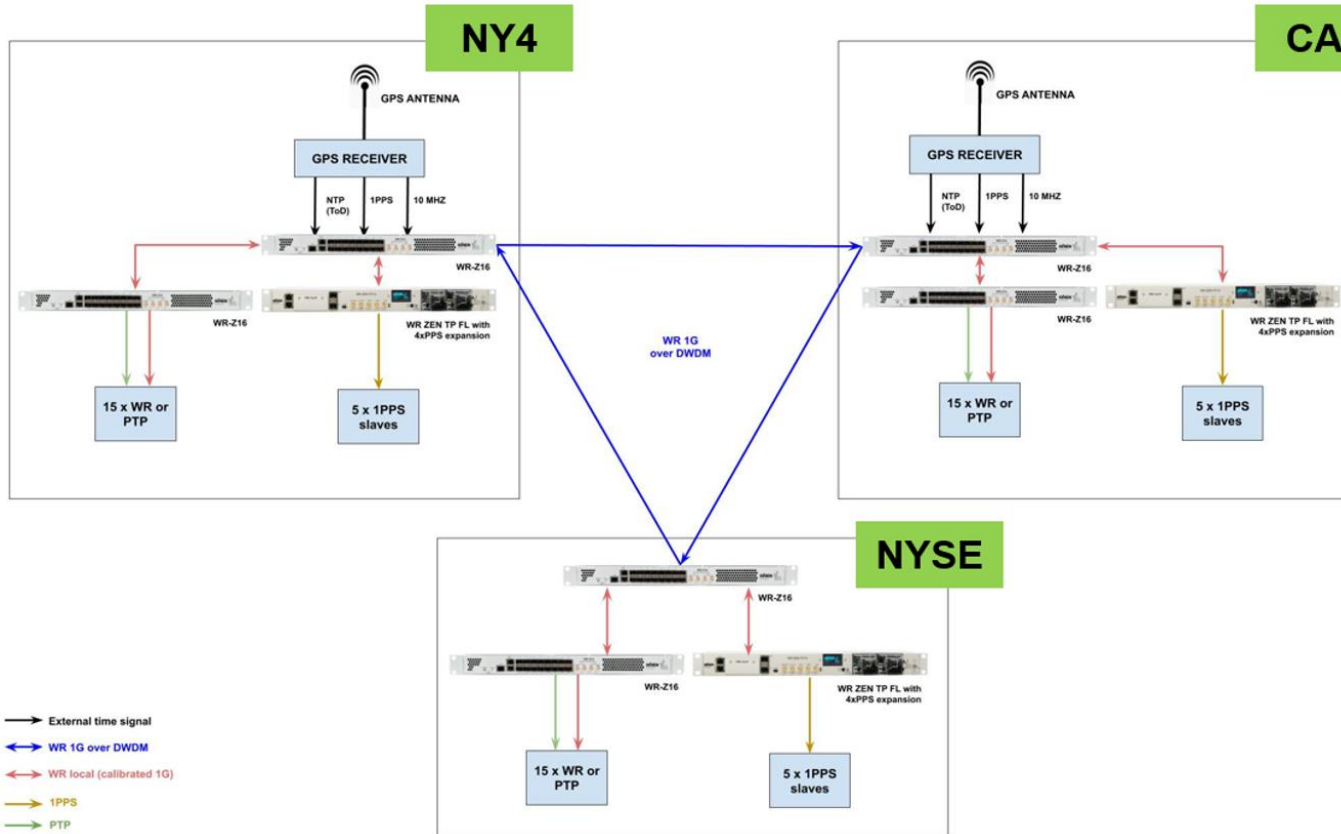 NY4
GPS ANTENNA
GPS RECEIVER
NTP
(ToD)
1PPS
10 MHZ
WR-Z16
WR-Z16
WR ZEN TP FL with
4xPPS expansion
15 x WR or
PTP
5 x 1PPS
slaves
WR 1G
over DWDM
CA
GPS ANTENNA
GPS RECEIVER
NTP
(ToD)
1PPS
10 MHZ
WR-Z16
WR-Z16
WR ZEN TP FL with
4xPPS expansion
15 x WR or
PTP
5 x 1PPS
slaves
NYSE
WR-Z16
WR-Z16
WR ZEN TP FL with
4xPPS expansion
15 x WR or
PTP
5 x 1PPS
slaves
External time signal
WR 1G over DWDM
WR local (calibrated 1G)
1PPS
PTP